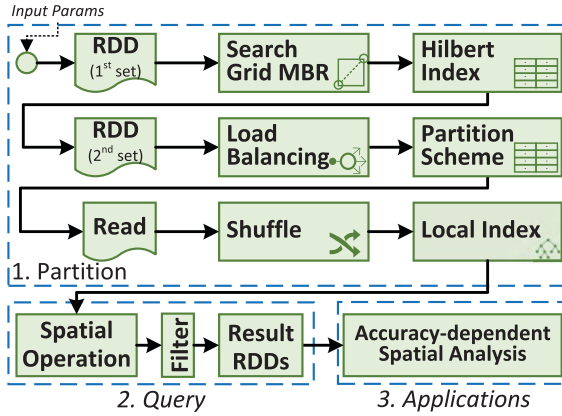 Input Params
RDD
(1st set)
Search
Grid MBR
Hilbert
Index
RDD
(2nd set)
Load
Balancing
Partition
Scheme
Read
Shuffle
Local Index
1. Partition
Spatial
Operation
Filter
Result
RDDs
Accuracy-dependent
Spatial Analysis
2. Query
3. Applications